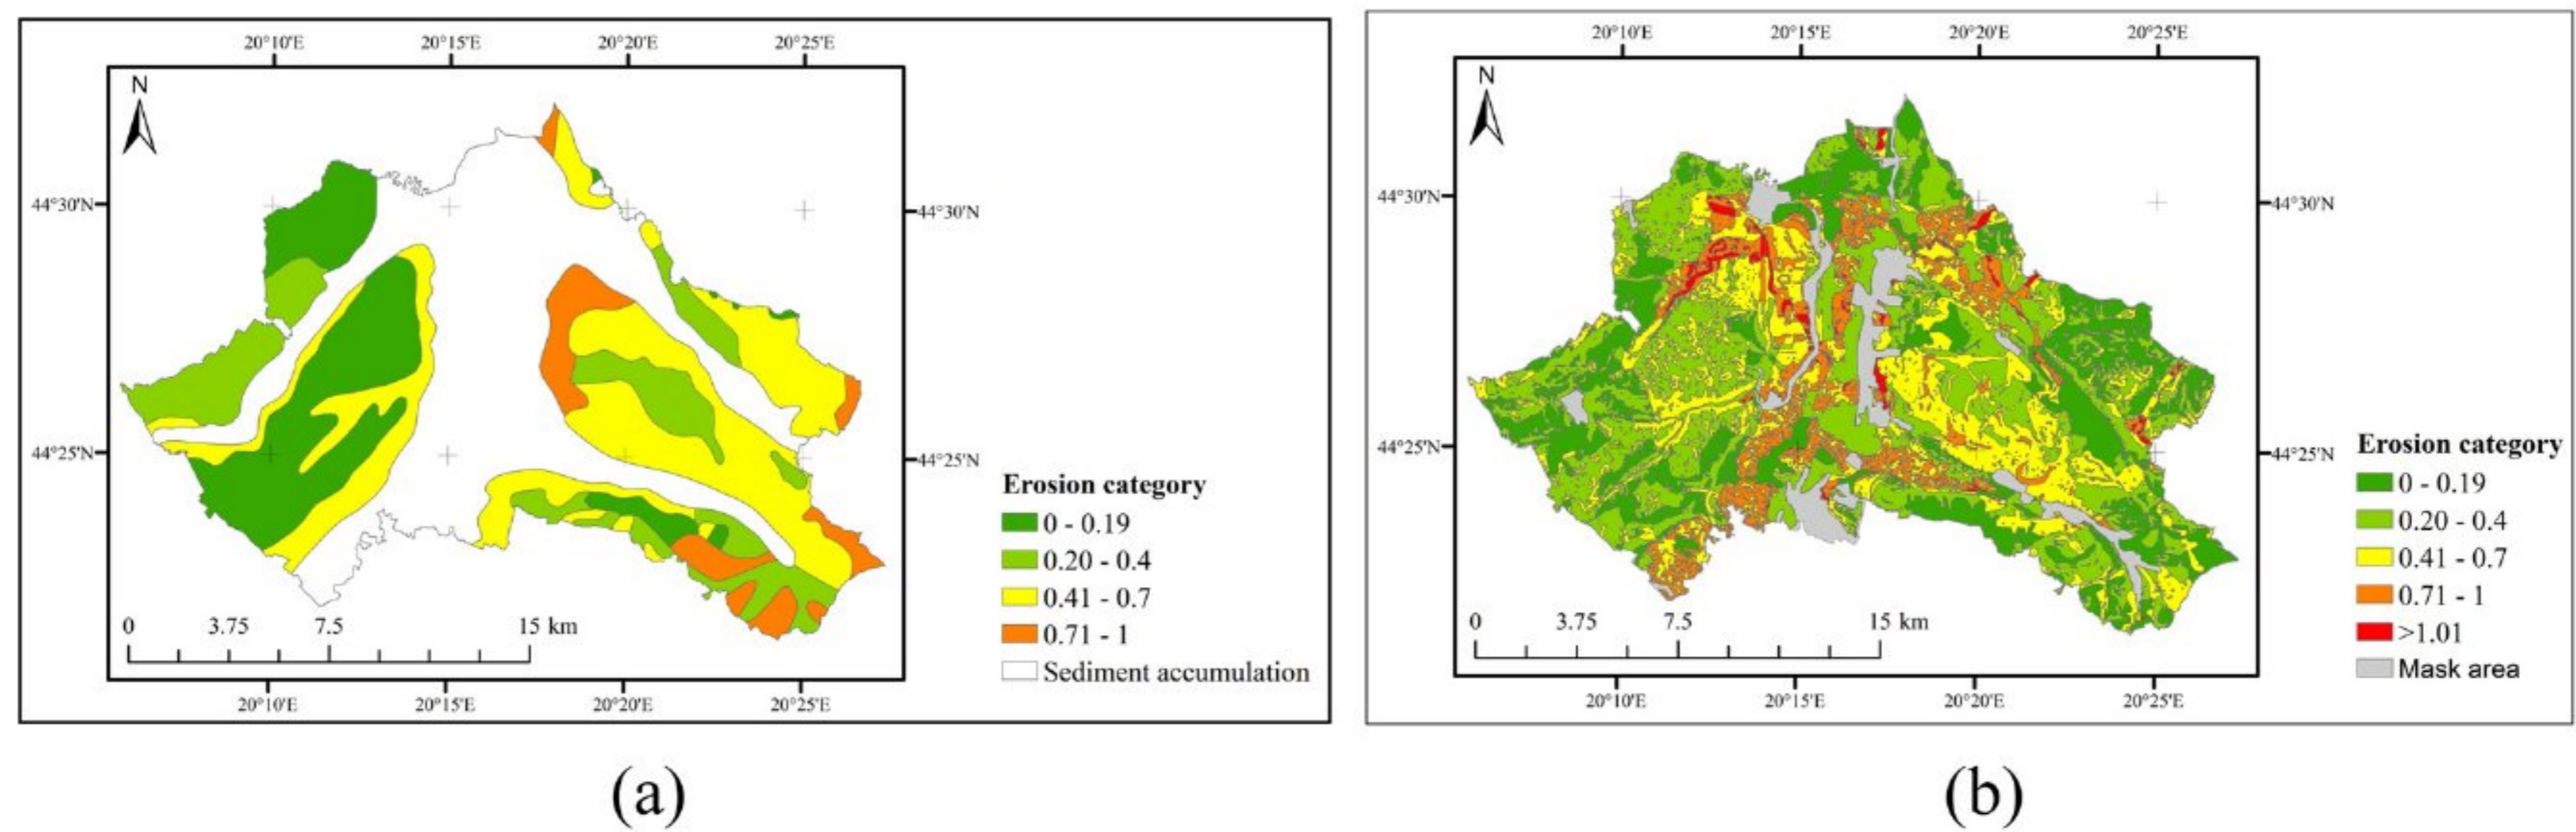 20°10'E 20°15'E 20°20'E 20°25'E
N
44°30'N 44°30'N
44°25'N 44°25'N
Erosion category
0 - 0.19
0.20 - 0.4
0.41 - 0.7
0.71 - 1
Sediment accumulation
0 3.75 7.5 15 km
20°10'E 20°15'E 20°20'E 20°25'E
(a)
20°10'E 20°15'E 20°20'E 20°25'E
N
44°30'N 44°30'N
44°25'N 44°25'N
Erosion category
0 - 0.19
0.20 - 0.4
0.41 - 0.7
0.71 - 1
>1.01
Mask area
0 3.75 7.5 15 km
20°10'E 20°15'E 20°20'E 20°25'E
(b)